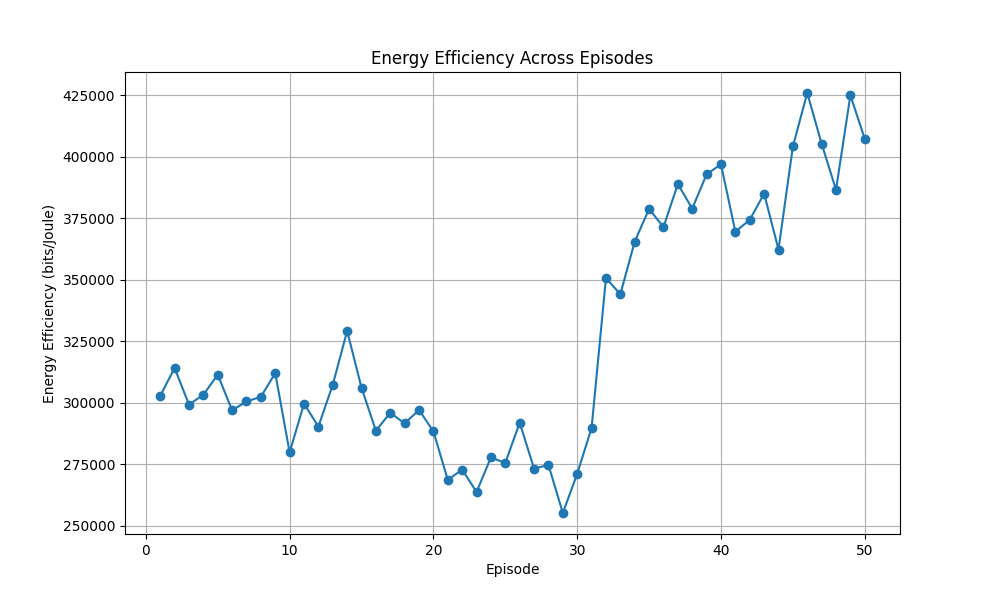 Energy Efficiency Across Episodes
Energy Efficiency (bits/Joule)
425000
400000
375000
350000
325000
300000
275000
250000
0 10 20 30 40 50
Episode